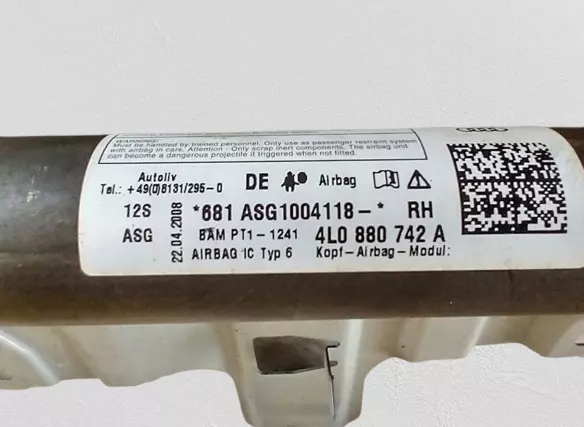 WARNING:
Must be handled by trained personnel. Only use as passenger restraint system
with airbag in cars. Attention - Only scrap inert components. The airbag unit
can become a dangerous projectile if triggered when not fitted.
Autoliv
Tel.: +49(0)8131/295-0
DE Airbag
12S
22.04.2008
*681 ASG1004118-* RH
ASG
BAM PT1-1241
4L0 880 742 A
AIRBAG IC Typ 6
Kopf-Airbag-Modul: